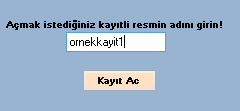 Açmak istediğiniz kayıtlı resmin adını girin!
ornekkayit1
Kayıt Ac